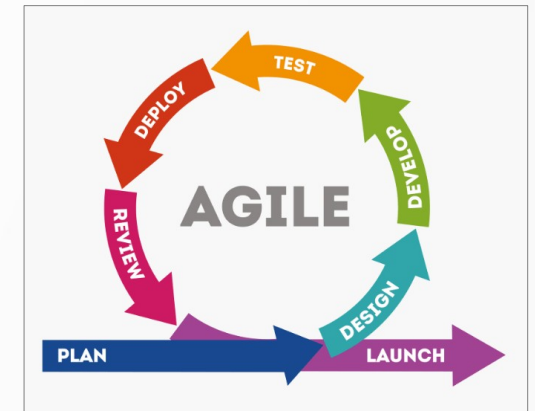 TEST
DEPLOY
DEVELOP
AGILE
REVIEW
DESIGN
PLAN
LAUNCH